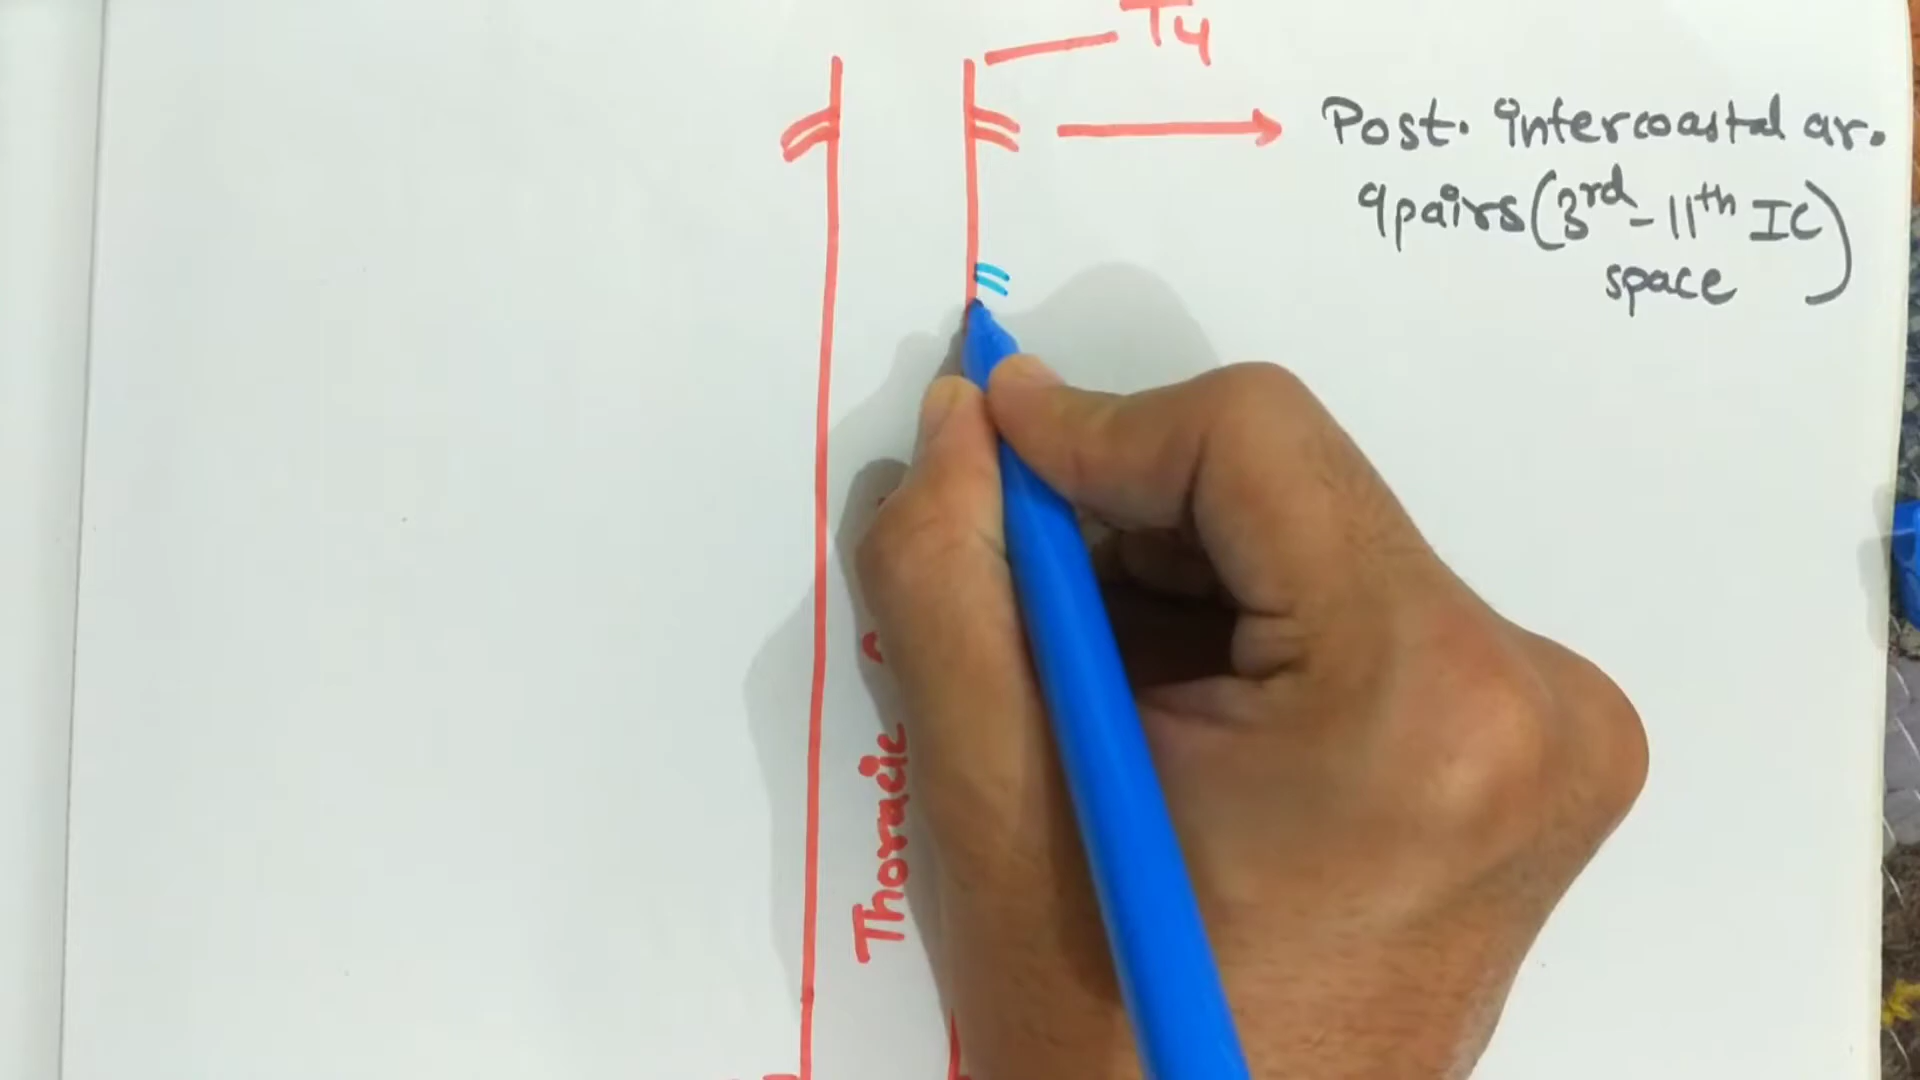 T4
Post. intercoastal ar.
9pairs (3rd - 11th IC)
space
Thoracic